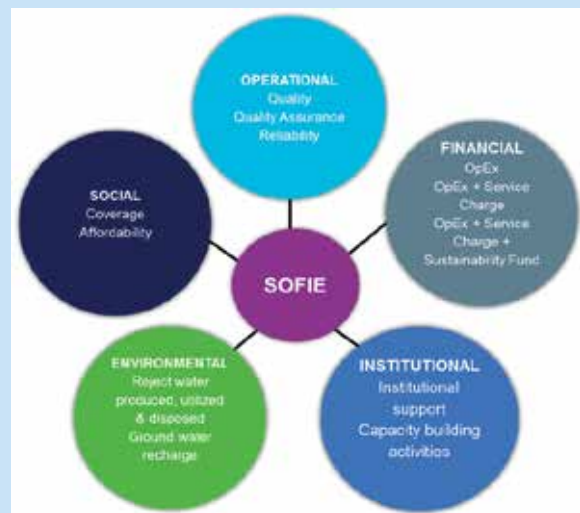 OPERATIONAL
Quality
Quality Assurance
Reliability
FINANCIAL
OpEx
OpEx + Service
Charge
OpEx + Service
Charge +
Sustainability Fund
SOCIAL
Coverage
Affordability
SOFIE
ENVIRONMENTAL
Reject water
produced, utilized
& disposed
Ground water
recharge
INSTITUTIONAL
Institutional
support
Capacity building
activities